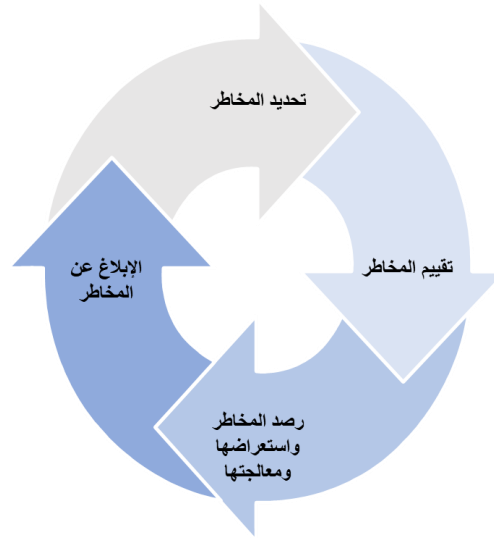 تحديد المخاطر
تقييم المخاطر
رصد المخاطر
واستعراضها
ومعالجتها
الإبلاغ عن
المخاطر